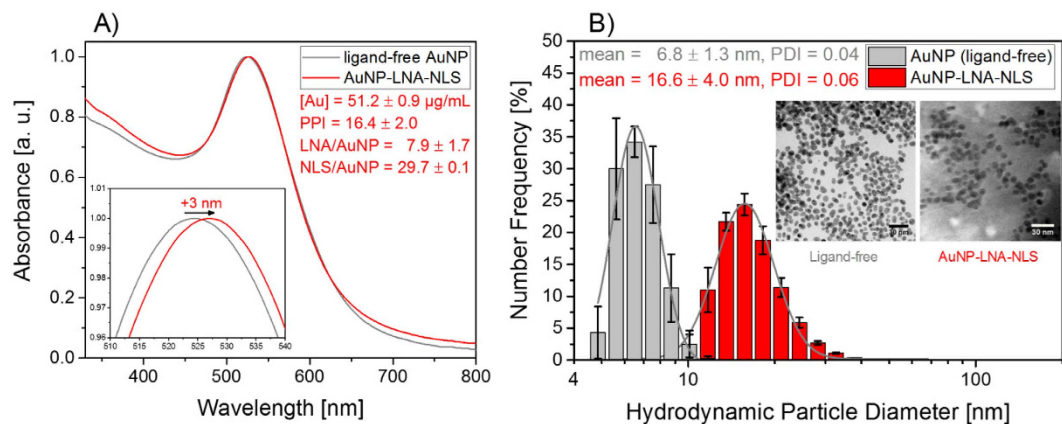 A)
ligand-free AuNP
AuNP-LNA-NLS
[Au] = 51.2 ± 0.9 µg/mL
PPI = 16.4 ± 2.0
LNA/AuNP = 7.9 ± 1.7
NLS/AuNP = 29.7 ± 0.1
1.0
0.8
0.6
0.4
0.2
0.0
Absorbance [a. u.]
+3 nm
1.01
1.00
0.99
0.98
0.97
0.96
510 515 520 525 530 535 540
400 500 600 700 800
Wavelength [nm]
B)
mean = 6.8 ± 1.3 nm, PDI = 0.04
mean = 16.6 ± 4.0 nm, PDI = 0.06
AuNP (ligand-free)
AuNP-LNA-NLS
50
45
40
35
30
25
20
15
10
5
0
Number Frequency [%]
50 nm
Ligand-free
AuNP-LNA-NLS
4 10 100
Hydrodynamic Particle Diameter [nm]